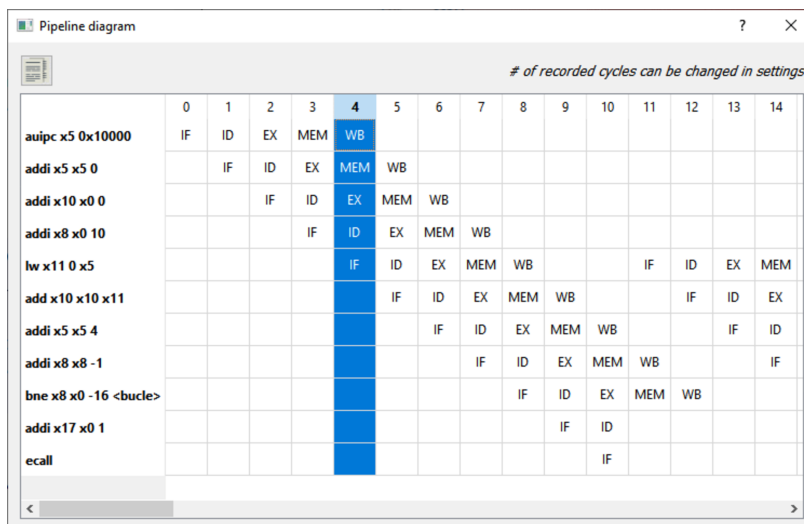 Pipeline diagram ? ×
# of recorded cycles can be changed in settings
0 1 2 3 4 5 6 7 8 9 10 11 12 13 14
auipc x5 0x10000 IF ID EX MEM WB
addi x5 x5 0 IF ID EX MEM WB
addi x10 x0 0 IF ID EX MEM WB
addi x8 x0 10 IF ID EX MEM WB
lw x11 0 x5 IF ID EX MEM WB IF ID EX MEM
add x10 x10 x11 IF ID EX MEM WB IF ID EX
addi x5 x5 4 IF ID EX MEM WB IF ID
addi x8 x8 -1 IF ID EX MEM WB IF
bne x8 x0 -16 <bucle> IF ID EX MEM WB
addi x17 x0 1 IF ID
ecall IF